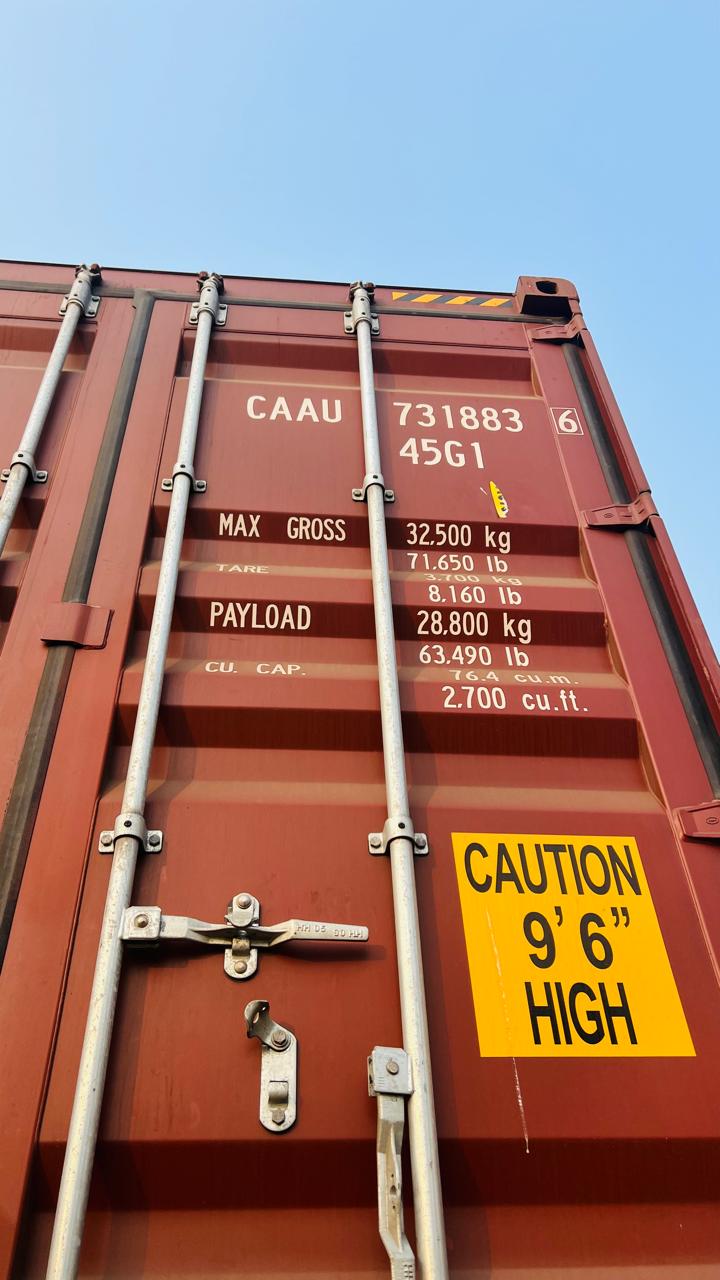 CAAU 731883 6
45G1
MAX GROSS 32,500 kg
71,650 lb
TARE 3,700 kg
8,160 lb
PAYLOAD 28,800 kg
63,490 lb
CU. CAP. 76.4 cu.m.
2,700 cu.ft.
CAUTION
9' 6”
HIGH